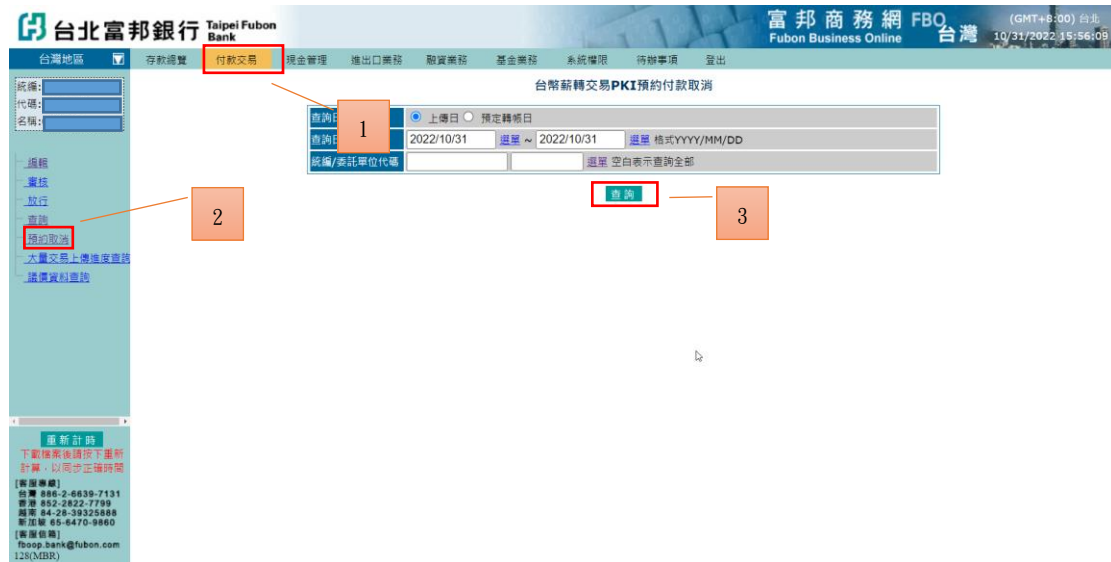 台北富邦銀行 Taipei Fubon Bank
富邦商務網 FBO 台灣
Fubon Business Online
(GMT+8:00) 台北
10/31/2022 15:56:09
台灣地區
存款總覽 付款交易 現金管理 進出口業務 融資業務 基金業務 系統權限 待辦事項 登出
統編:
代碼:
名稱:
編輯
審核
放行
查詢
預約取消
大量交易上傳進度查詢
議價資料查詢
台幣薪轉交易PKI預約付款取消
查詢日 上傳日 預定轉帳日
查詢日 2022/10/31 選單 ~ 2022/10/31 選單 格式YYYY/MM/DD
統編/委託單位代碼 選單 空白表示查詢全部
查詢
1
2
3
重新計時
下載檔案後請按下重新
計算，以同步正確時間
[客服專線]
台灣 886-2-6639-7131
香港 852-2822-7799
越南 84-28-39325888
新加坡 65-6470-9860
[客服信箱]
fboop.bank@fubon.com
128(MBR)